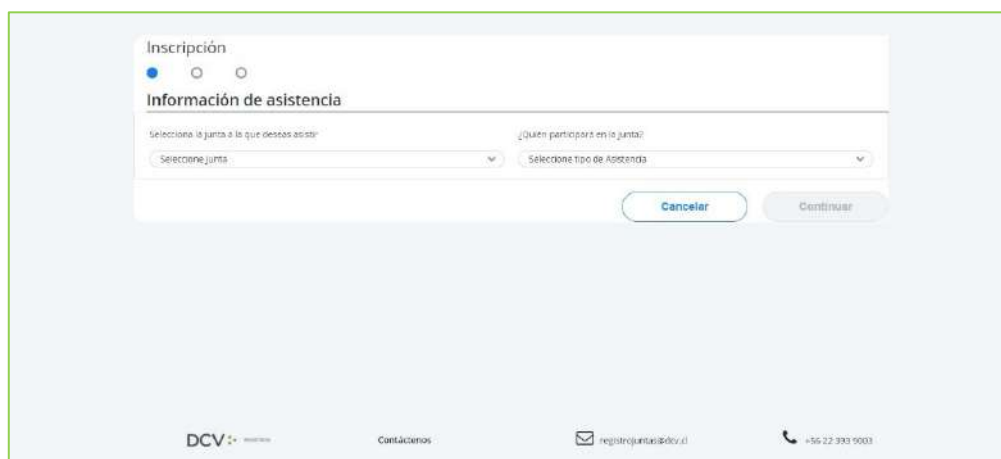 Inscripción
Información de asistencia
Selecciona la junta a la que deseas asistir
¿Quién participará en la junta?
Seleccione junta
Seleccione tipo de Asistencia
Cancelar
Continuar
DCV
Contáctenos
registrojuntas@dcv.cl
+56 22 393 9003